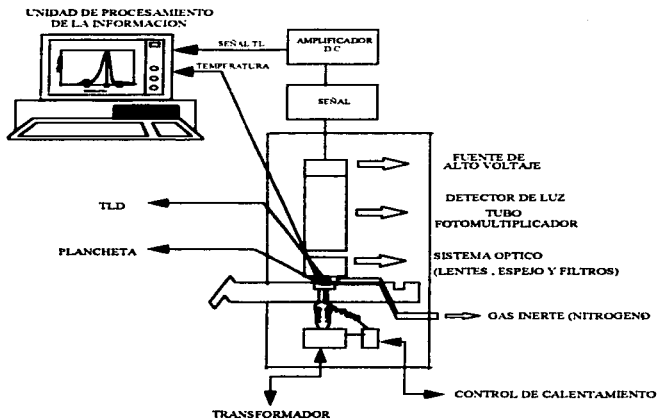 UNIDAD DE PROCESAMIENTO
DE LA INFORMACION
SEÑAL TL
TEMPERATURA
AMPLIFICADOR
D C
SEÑAL
FUENTE DE
ALTO VOLTAJE
DETECTOR DE LUZ
TUBO
FOTOMULTIPLICADOR
TLD
PLANCHETA
SISTEMA OPTICO
(LENTES , ESPEJO Y FILTROS)
GAS INERTE (NITROGENO
CONTROL DE CALENTAMIENTO
TRANSFORMADOR